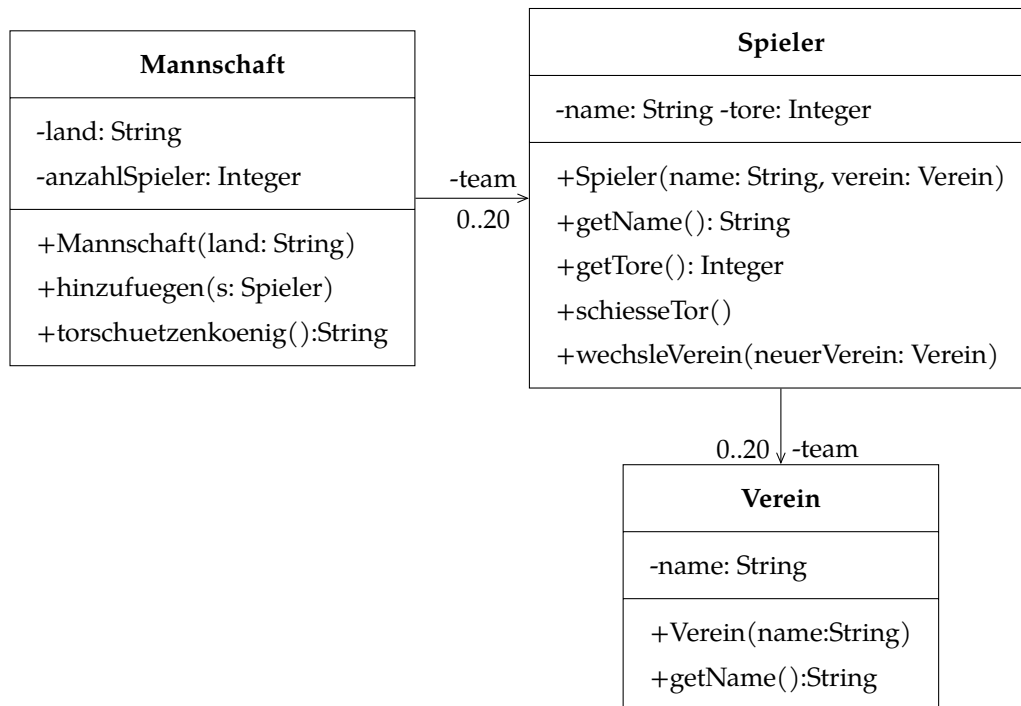 Mannschaft
-land: String
-anzahlSpieler: Integer
+Mannschaft(land: String)
+hinzufuegen(s: Spieler)
+torschuetzenkoenig():String
-team
0..20
Spieler
-name: String -tore: Integer
+Spieler(name: String, verein: Verein)
+getName(): String
+getTore(): Integer
+schiesseTor()
+wechsleVerein(neuerVerein: Verein)
0..20 -team
Verein
-name: String
+Verein(name:String)
+getName():String